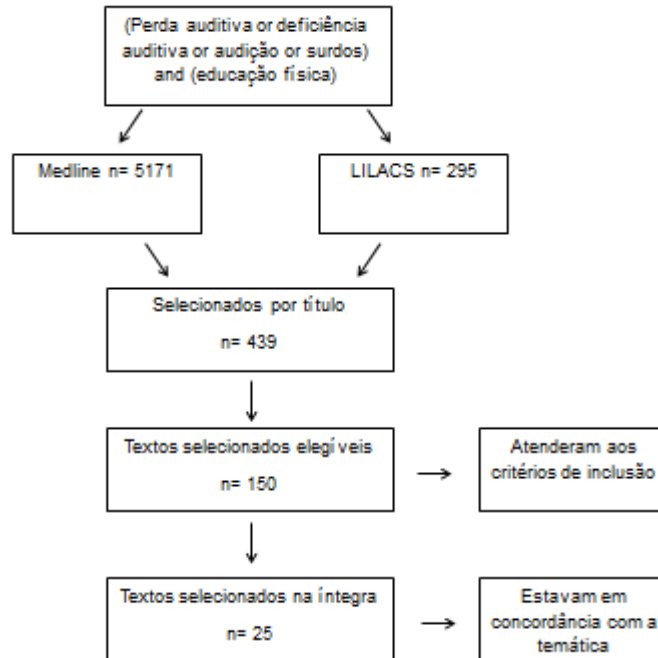 (Perda auditiva or deficiência
auditiva or audição or surdos)
and (educação física)
Medline n= 5171
LILACS n= 295
Selecionados por título
n= 439
Textos selecionados elegíveis
n= 150
Atenderam aos
critérios de inclusão
Textos selecionados na íntegra
n= 25
Estavam em
concordância com a
temática